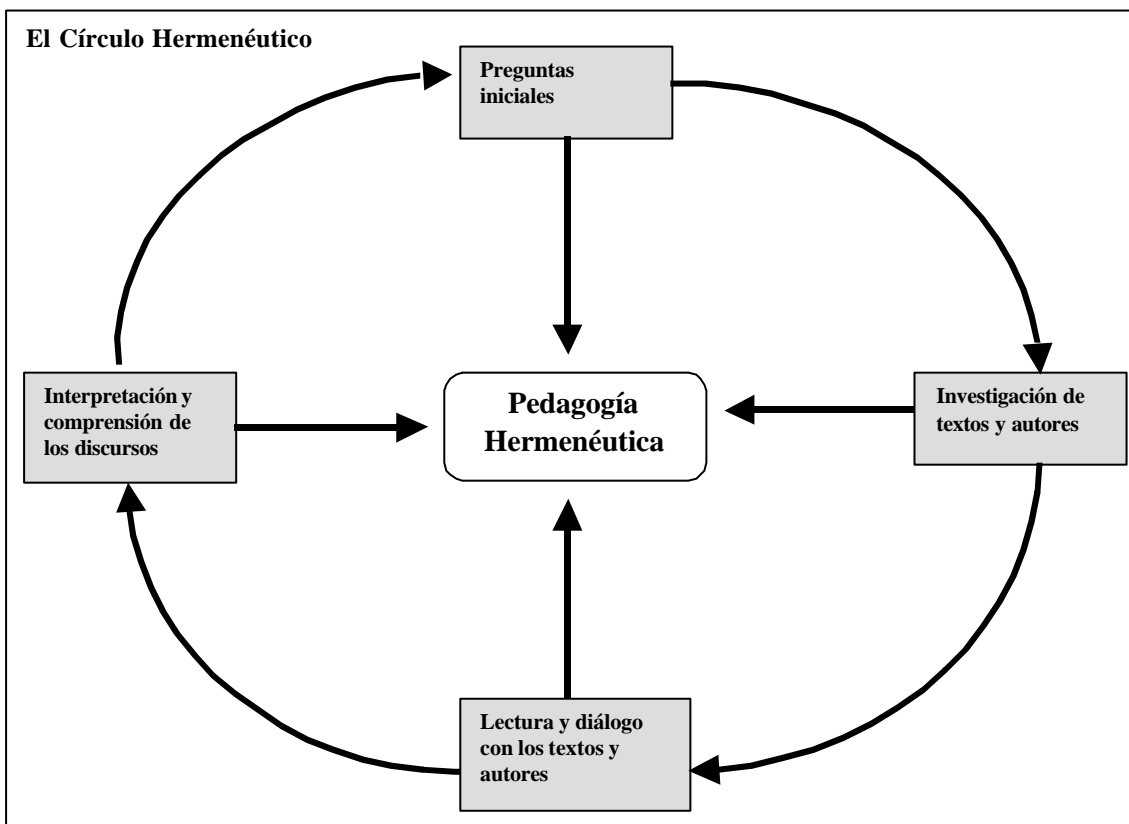 El Círculo Hermenéutico
Preguntas
iniciales
Investigación de
textos y autores
Lectura y diálogo
con los textos y
autores
Interpretación y
comprensión de
los discursos
Pedagogía
Hermenéutica